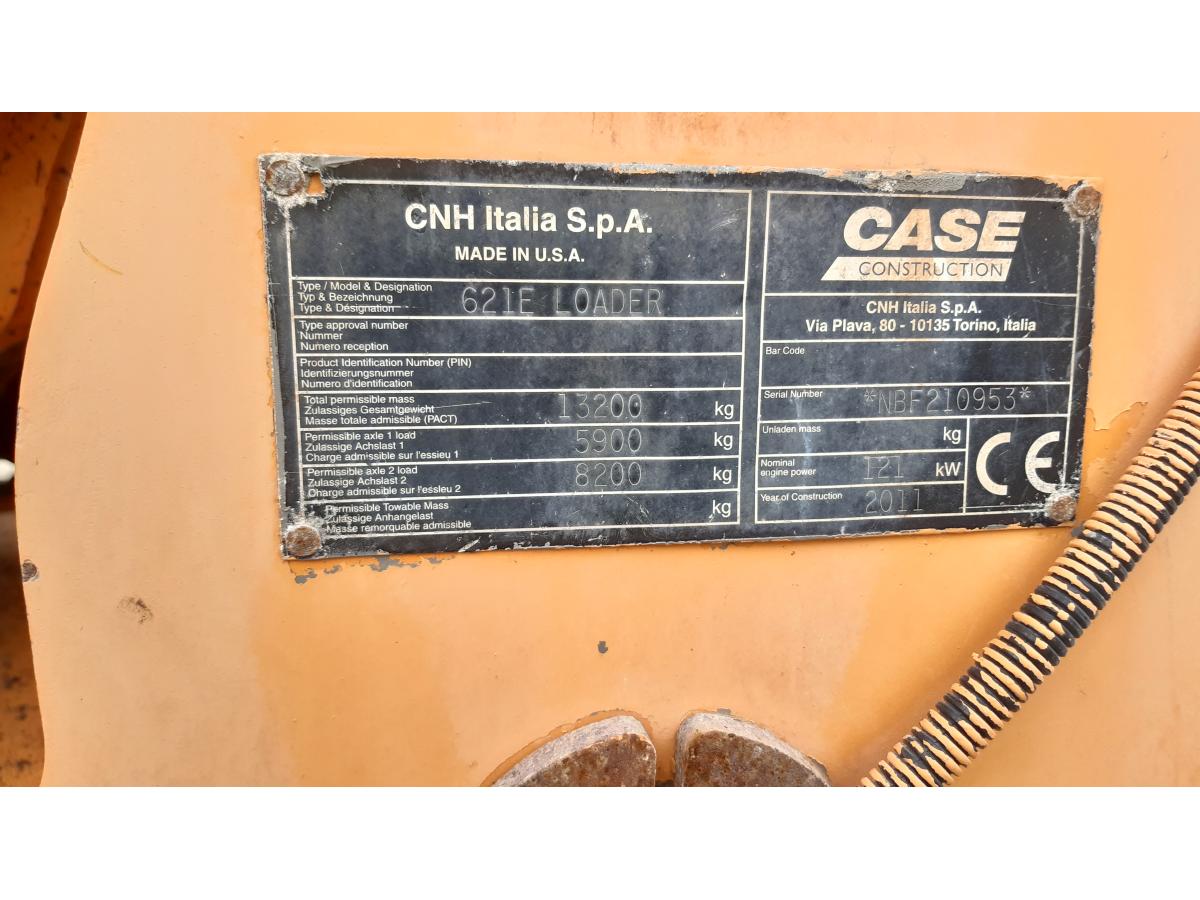 CNH Italia S.p.A.
MADE IN U.S.A.
Type / Model & Designation
Typ & Bezeichnung
Type & Désignation
621E LOADER
Type approval number
Nummer
Numero reception
Product Identification Number (PIN)
Identifizierungsnummer
Numero d'identification
Total permissible mass
Zulassiges Gesamtgewicht
Masse totale admissible (PACT)
13200 kg
Permissible axle 1 load
Zulassige Achslast 1
Charge admissible sur l'essieu 1
5900 kg
Permissible axle 2 load
Zulassige Achslast 2
Charge admissible sur l'essleu 2
8200 kg
Permissible Towable Mass
Zulässige Anhangelast
Masse remorquable admissible
kg
CASE
CONSTRUCTION
CNH Italia S.p.A.
Via Plava, 80 - 10135 Torino, Italia
Bar Code
Serial Number *NBF210953*
Unladen mass kg
Nominal
engine power 121 kW
Year of Construction 2011
CE